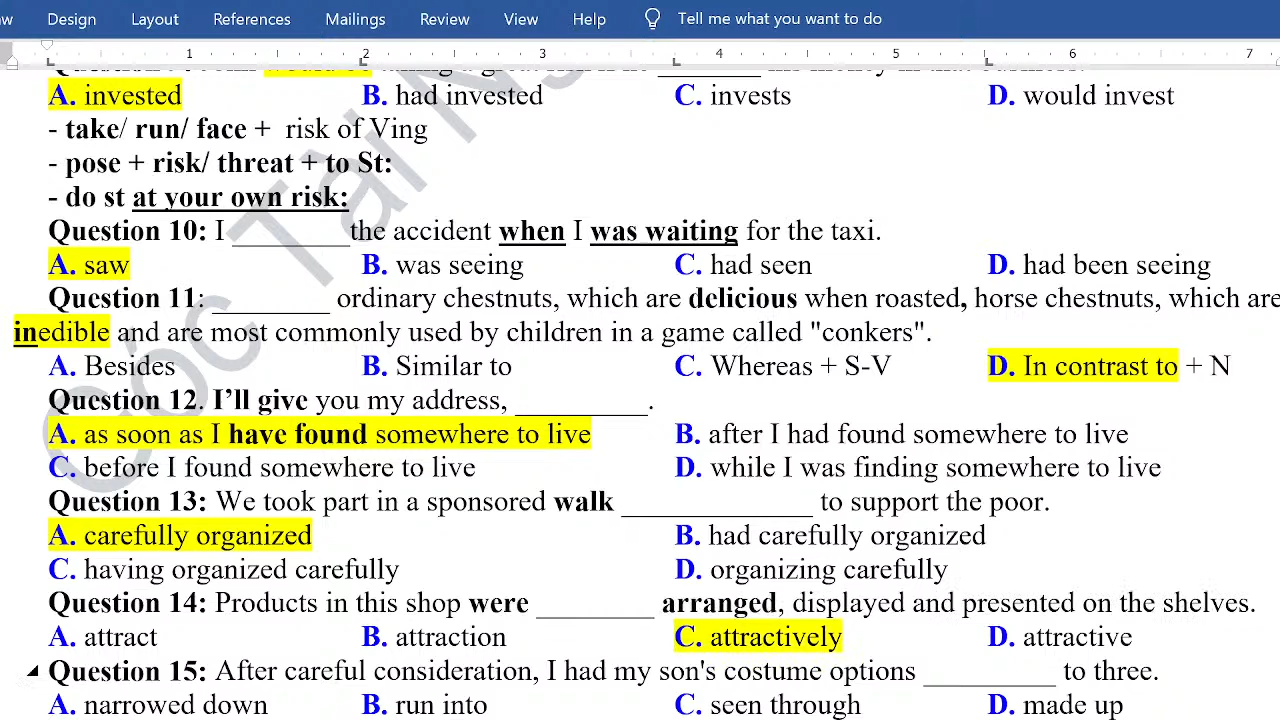 Design Layout References Mailings Review View Help Tell me what you want to do
1 2 3 4 5 6 7
A. invested B. had invested C. invests D. would invest
- take/ run/ face + risk of Ving
- pose + risk/ threat + to St:
- do st at your own risk:
Question 10: I _________the accident when I was waiting for the taxi.
A. saw B. was seeing C. had seen D. had been seeing
Question 11: _________ ordinary chestnuts, which are delicious when roasted, horse chestnuts, which are
inedible and are most commonly used by children in a game called "conkers".
A. Besides B. Similar to C. Whereas + S-V D. In contrast to + N
Question 12. I’ll give you my address, __________.
A. as soon as I have found somewhere to live B. after I had found somewhere to live
C. before I found somewhere to live D. while I was finding somewhere to live
Question 13: We took part in a sponsored walk ______________ to support the poor.
A. carefully organized B. had carefully organized
C. having organized carefully D. organizing carefully
Question 14: Products in this shop were _________ arranged, displayed and presented on the shelves.
A. attract B. attraction C. attractively D. attractive
Question 15: After careful consideration, I had my son's costume options __________ to three.
A. narrowed down B. run into C. seen through D. made up